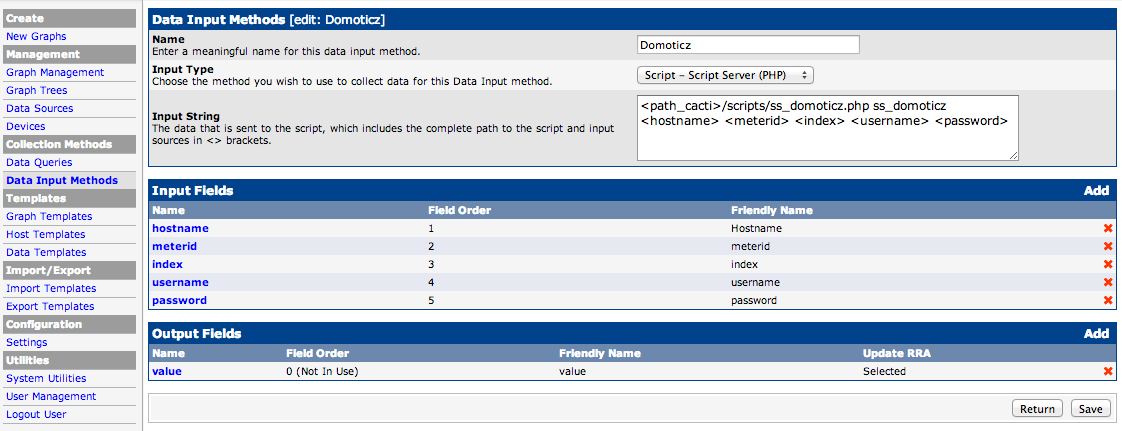 Create
New Graphs
Management
Graph Management
Graph Trees
Data Sources
Devices
Collection Methods
Data Queries
Data Input Methods
Templates
Graph Templates
Host Templates
Data Templates
Import/Export
Import Templates
Export Templates
Configuration
Settings
Utilities
System Utilities
User Management
Logout User
Data Input Methods [edit: Domoticz]
Name
Enter a meaningful name for this data input method.
Domoticz
Input Type
Choose the method you wish to use to collect data for this Data Input method.
Script - Script Server (PHP)
Input String
The data that is sent to the script, which includes the complete path to the script and input
sources in <> brackets.
<path_cacti>/scripts/ss_domoticz.php ss_domoticz
<hostname> <meterid> <index> <username> <password>
Input Fields Add
Name Field Order Friendly Name
hostname 1 Hostname
meterid 2 meterid
index 3 index
username 4 username
password 5 password
Output Fields Add
Name Field Order Friendly Name Update RRA
value 0 (Not In Use) value Selected
Return Save